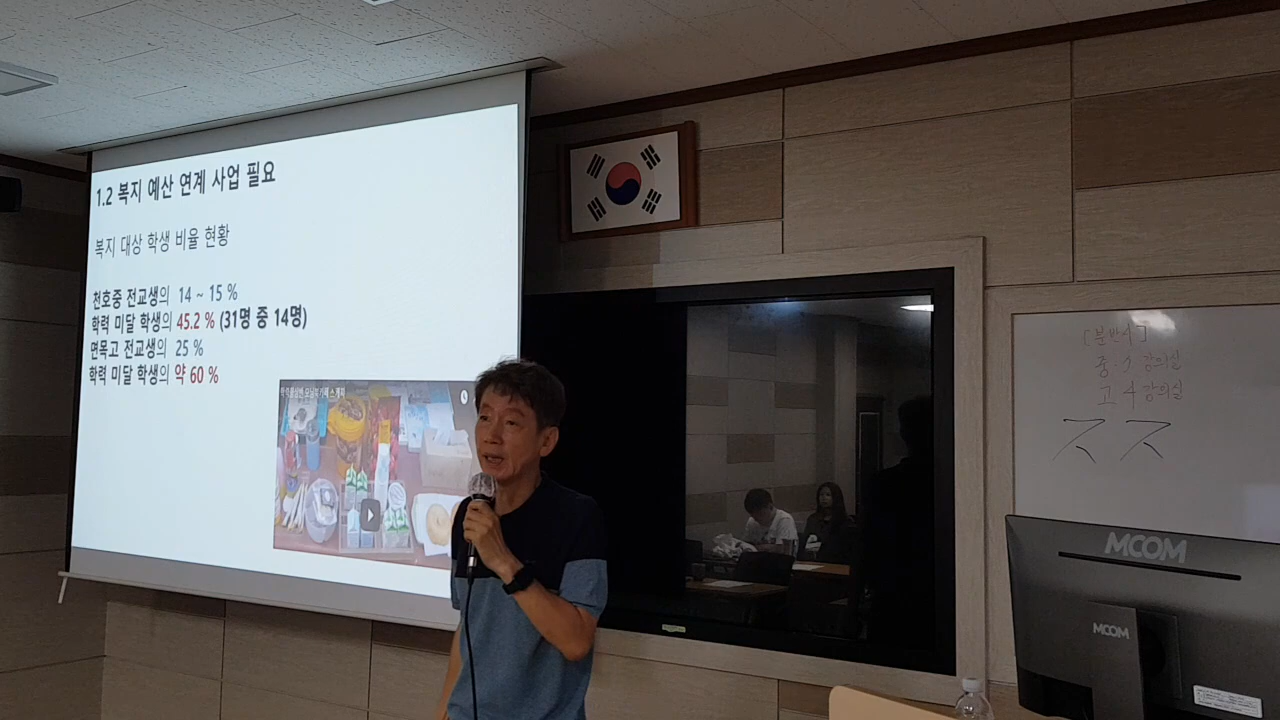 1.2 복지 예산 연계 사업 필요
복지 대상 학생 비율 현황
천호중 전교생의 14 ~ 15 %
학력 미달 학생의 45.2 % (31명 중 14명)
면목고 전교생의 25 %
학력 미달 학생의 약 60 %
[분반시]
중·3 강의실
고 4 강의실
MCOM
MCOM